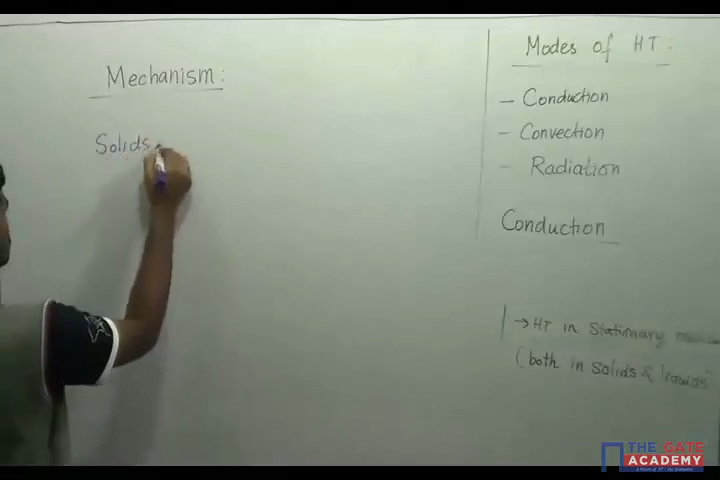 Mechanism:
Solids
Modes of HT:
- Conduction
- Convection
- Radiation
Conduction
→ HT in Stationary
(both in Solids & liquids)
THE GATE
ACADEMY